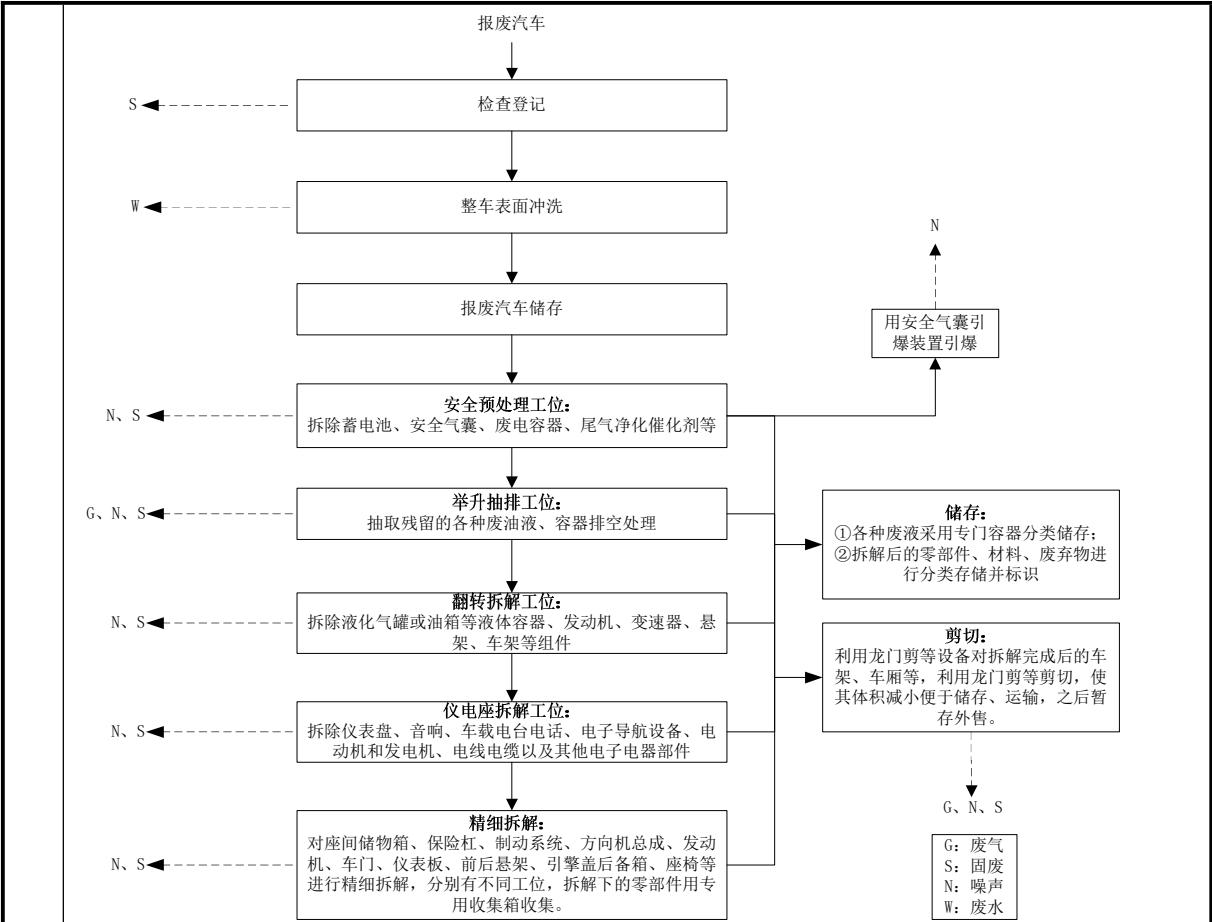 报废汽车
S
检查登记
W
整车表面冲洗
N
报废汽车储存
用安全气囊引
爆装置引爆
N、S
安全预处理工位：
拆除蓄电池、安全气囊、废电容器、尾气净化催化剂等
G、N、S
举升抽排工位：
抽取残留的各种废油液、容器排空处理
储存：
①各种废液采用专门容器分类储存；
②拆解后的零部件、材料、废弃物进
行分类存储并标识
N、S
翻转拆解工位：
拆除液化气罐或油箱等液体容器、发动机、变速器、悬
架、车架等组件
剪切：
利用龙门剪等设备对拆解完成后的车
架、车厢等，利用龙门剪等剪切，使
其体积减小便于储存、运输，之后暂
存外售。
N、S
仪电座拆解工位：
拆除仪表盘、音响、车载电台电话、电子导航设备、电
动机和发电机、电线电缆以及其他电子电器部件
G、N、S
N、S
精细拆解：
对座间储物箱、保险杠、制动系统、方向机总成、发动
机、车门、仪表板、前后悬架、引擎盖后备箱、座椅等
进行精细拆解，分别有不同工位，拆解下的零部件用专
用收集箱收集。
G：废气
S：固废
N：噪声
W：废水